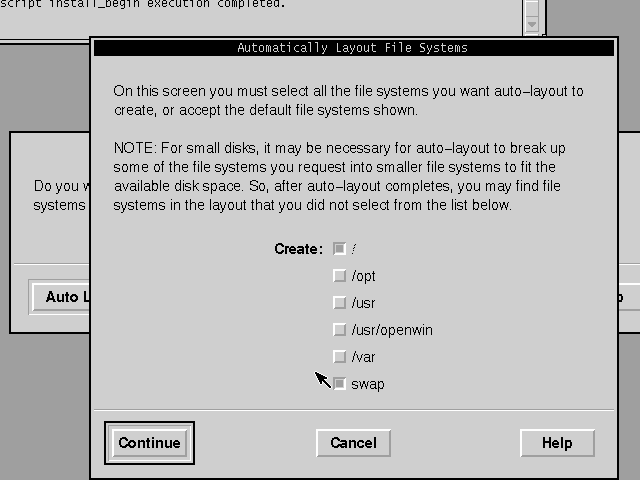 script install_begin execution completed.
Automatically Layout File Systems
On this screen you must select all the file systems you want auto-layout to
create, or accept the default file systems shown.
NOTE: For small disks, it may be necessary for auto-layout to break up
some of the file systems you request into smaller file systems to fit the
available disk space. So, after auto-layout completes, you may find file
systems in the layout that you did not select from the list below.
Do you
systems
Create: /
/opt
/usr
/usr/openwin
/var
swap
Auto
Continue Cancel Help